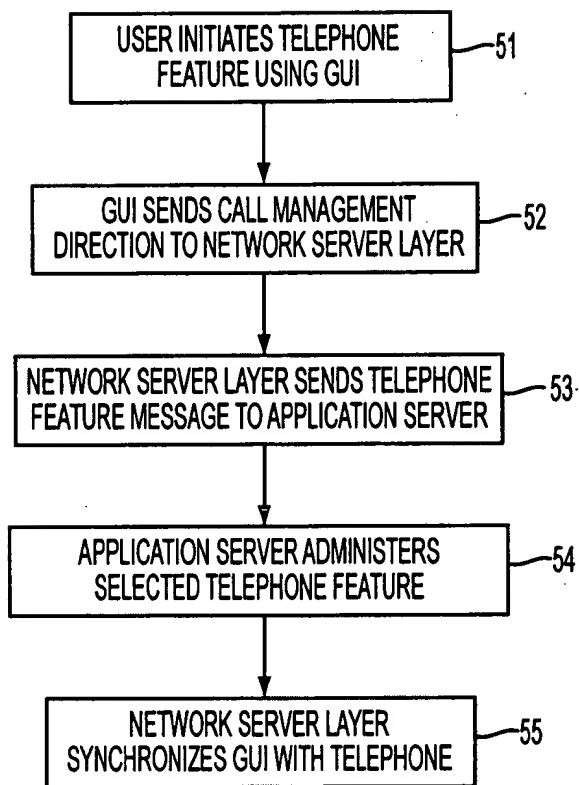 USER INITIATES TELEPHONE
FEATURE USING GUI
51
GUI SENDS CALL MANAGEMENT
DIRECTION TO NETWORK SERVER LAYER
52
NETWORK SERVER LAYER SENDS TELEPHONE
FEATURE MESSAGE TO APPLICATION SERVER
53
APPLICATION SERVER ADMINISTERS
SELECTED TELEPHONE FEATURE
54
NETWORK SERVER LAYER
SYNCHRONIZES GUI WITH TELEPHONE
55